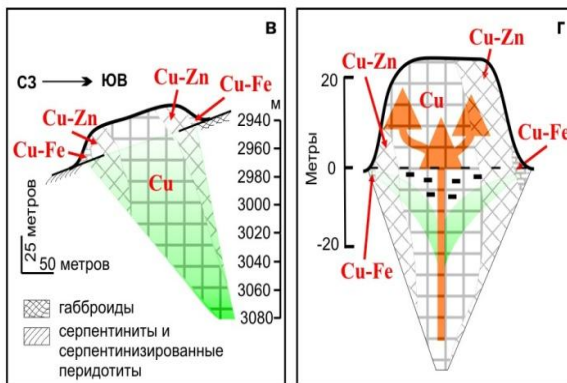 в
СЗ → ЮВ
Cu-Zn
Cu-Fe
Cu-Zn
Cu-Fe
Cu
м
2940
2960
2980
3000
3020
3040
3060
3080
25 метров
50 метров
габброиды
серпентиниты и
серпентинизированные
перидотиты
г
Метры
20
0
-20
Cu-Zn
Cu-Zn
Cu
Cu-Fe
Cu-Fe